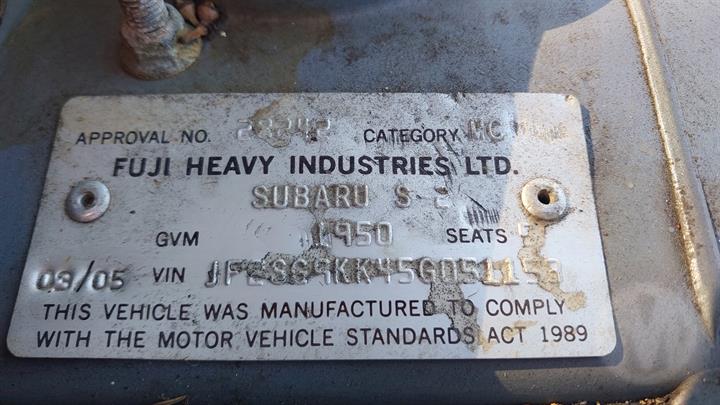 APPROVAL NO. 28242 CATEGORY MC
FUJI HEAVY INDUSTRIES LTD.
SUBARU S
GVM 1950 SEATS
03/05 VIN
THIS VEHICLE WAS MANUFACTURED TO COMPLY
WITH THE MOTOR VEHICLE STANDARDS ACT 1989